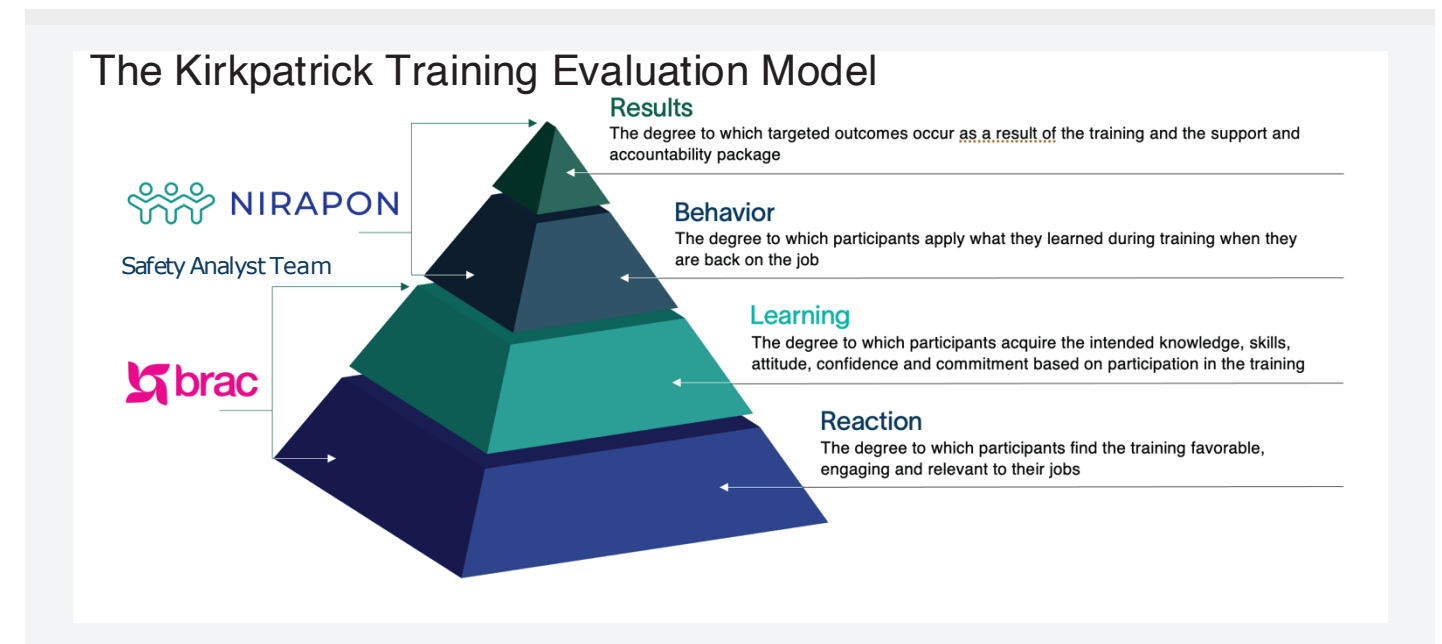 The Kirkpatrick Training Evaluation Model
Results
The degree to which targeted outcomes occur as a result of the training and the support and
accountability package
NIRAPON
Safety Analyst Team
Behavior
The degree to which participants apply what they learned during training when they
are back on the job
Learning
The degree to which participants acquire the intended knowledge, skills,
attitude, confidence and commitment based on participation in the training
brac
Reaction
The degree to which participants find the training favorable,
engaging and relevant to their jobs